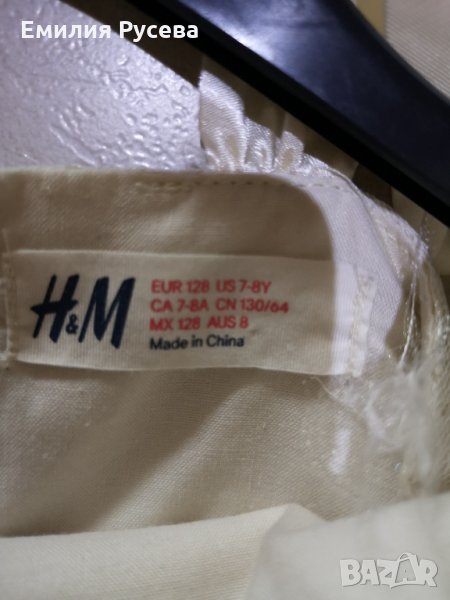 Емилия Русева
H&M
EUR 128 US 7-8Y
CA 7-8A CN 130/64
MX 128 AUS 8
Made in China
BAZAR